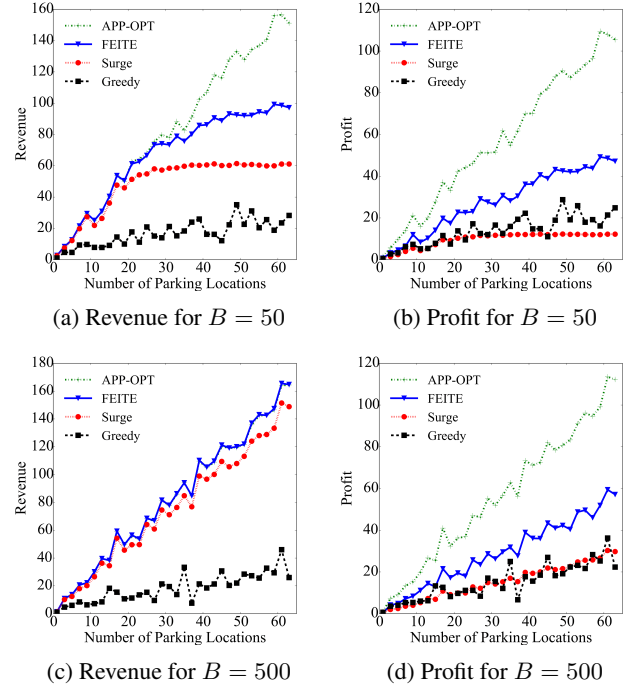 160
140
120
100
80
60
40
20
0
Revenue
APP-OPT
FEITE
Surge
Greedy
0 10 20 30 40 50 60
Number of Parking Locations
(a) Revenue for B = 50
120
100
80
60
40
20
0
Profit
APP-OPT
FEITE
Surge
Greedy
0 10 20 30 40 50 60
Number of Parking Locations
(b) Profit for B = 50
180
160
140
120
100
80
60
40
20
0
Revenue
APP-OPT
FEITE
Surge
Greedy
0 10 20 30 40 50 60
Number of Parking Locations
(c) Revenue for B = 500
120
100
80
60
40
20
0
Profit
APP-OPT
FEITE
Surge
Greedy
0 10 20 30 40 50 60
Number of Parking Locations
(d) Profit for B = 500